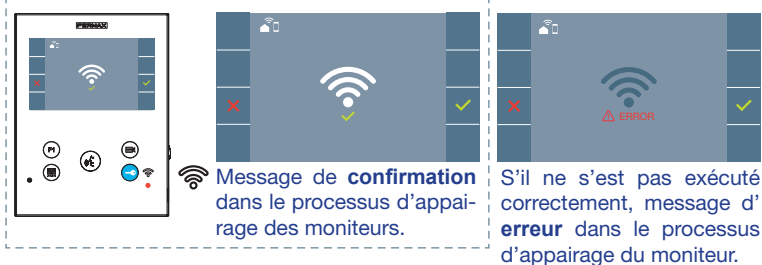 FERMAX
F1
ERROR
Message de confirmation
dans le processus d'appai-
rage des moniteurs.
S'il ne s'est pas exécuté
correctement, message d'
erreur dans le processus
d'appairage du moniteur.